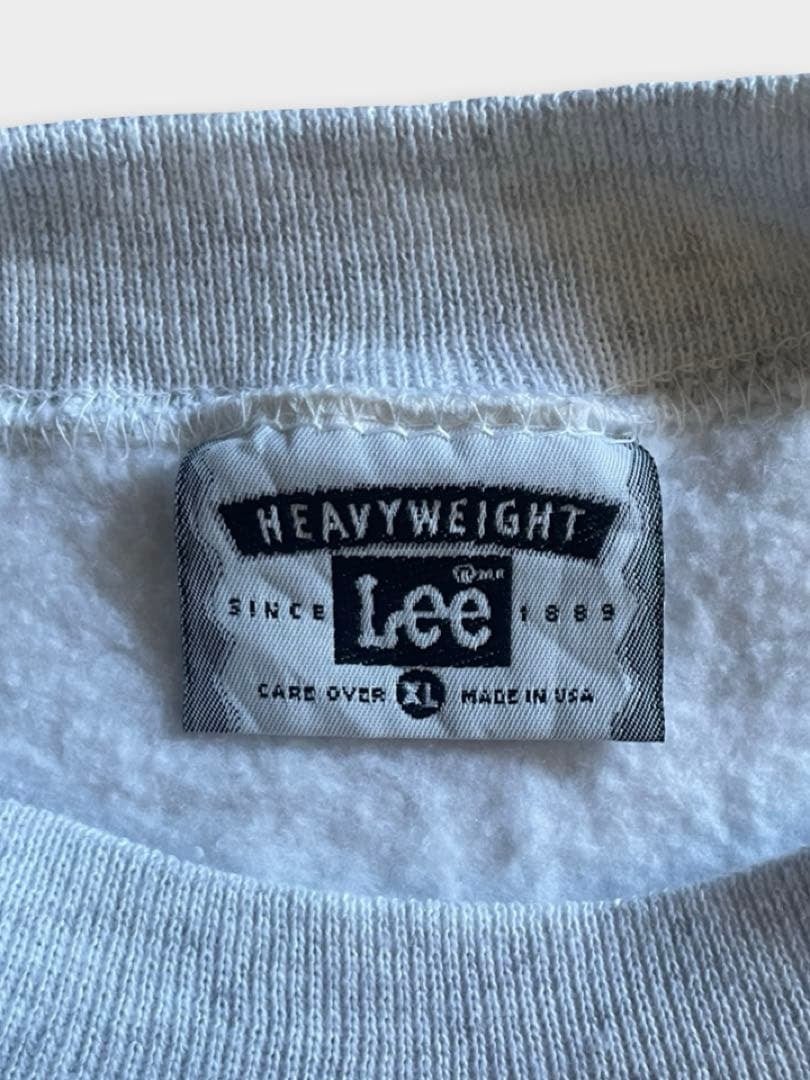 HEAVYWEIGHT
Lee ® M.R.
SINCE 1889
CARE OVER XL MADE IN USA